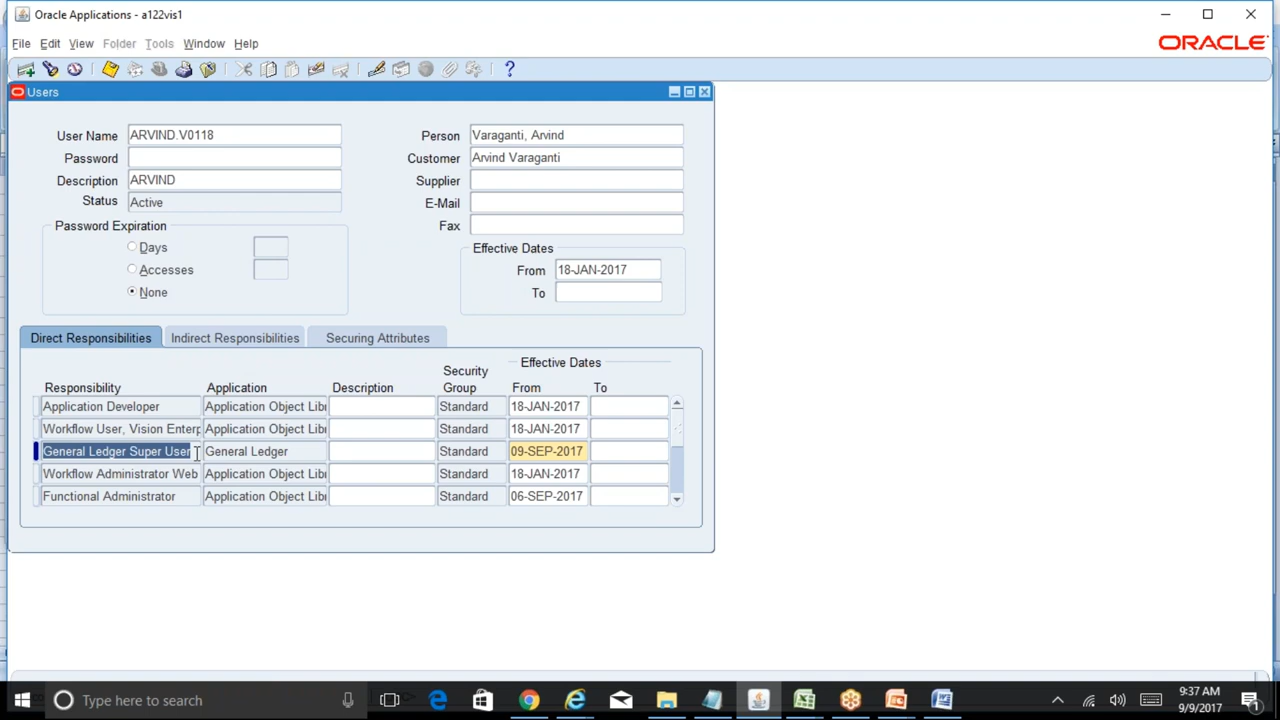 Oracle Applications - a122vis1
File Edit View Folder Tools Window Help
ORACLE
Users
User Name ARVIND.V0118
Password
Description ARVIND
Status Active
Person Varaganti, Arvind
Customer Arvind Varaganti
Supplier
E-Mail
Fax
Password Expiration
Days
Accesses
None
Effective Dates
From 18-JAN-2017
To
Direct Responsibilities Indirect Responsibilities Securing Attributes
Effective Dates
Responsibility Application Description Security Group From To
Application Developer Application Object Libr Standard 18-JAN-2017
Workflow User, Vision Enterp Application Object Libr Standard 18-JAN-2017
General Ledger Super User General Ledger Standard 09-SEP-2017
Workflow Administrator Web Application Object Libr Standard 18-JAN-2017
Functional Administrator Application Object Libr Standard 06-SEP-2017
Type here to search
9:37 AM
9/9/2017
1